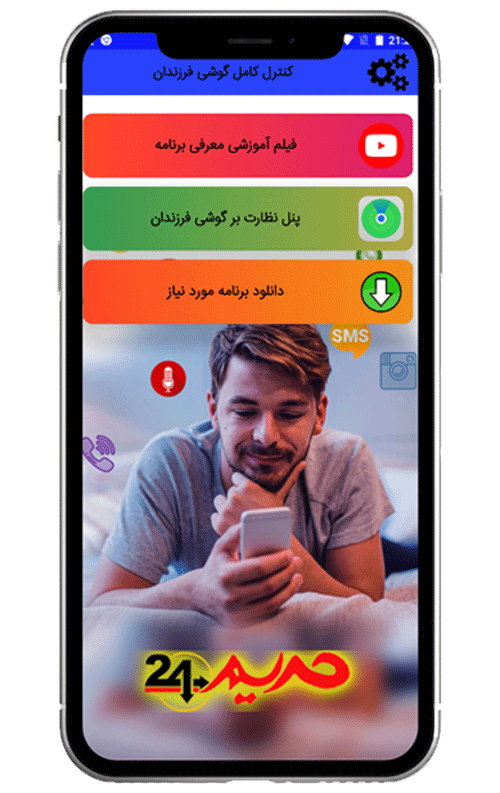 21:
کنترل کامل گوشی فرزندان
فیلم آموزشی معرفی برنامه
پنل نظارت بر گوشی فرزندان
دانلود برنامه مورد نیاز
SMS
حریم 24